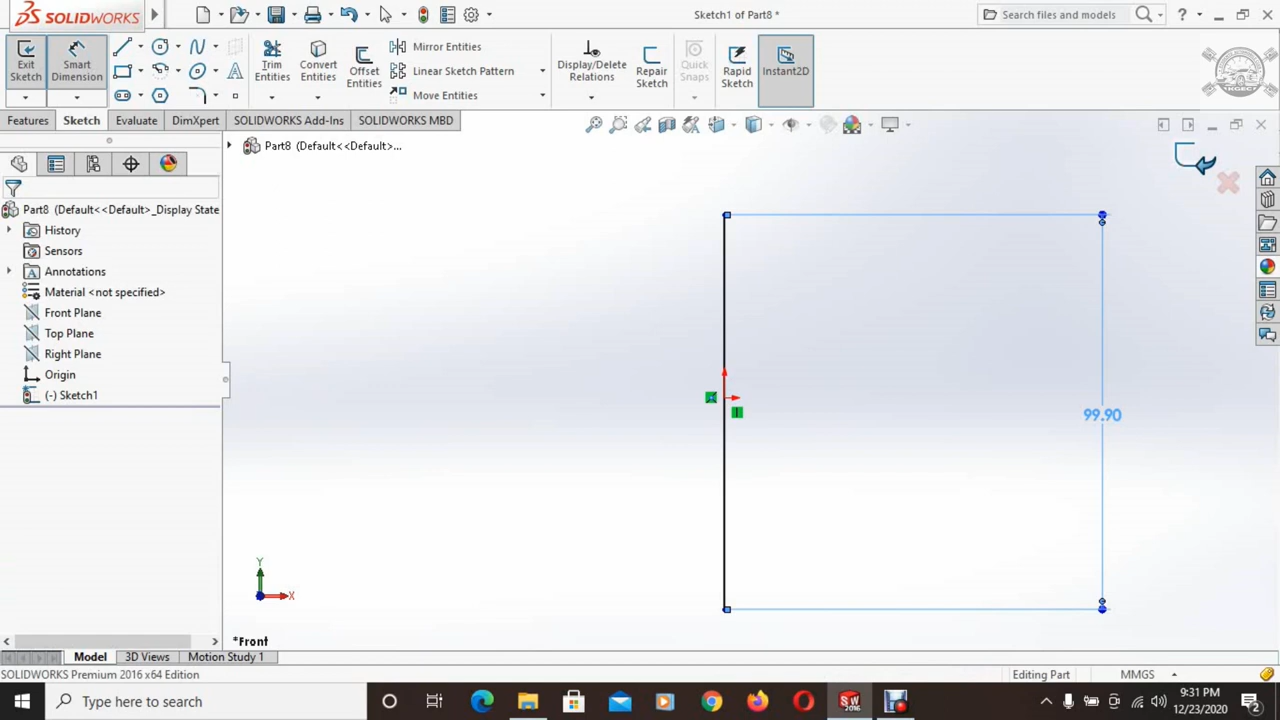 SOLIDWORKS
Sketch1 of Part8 *
Search files and models
?
Exit Sketch
Smart Dimension
Trim Entities
Convert Entities
Offset Entities
Mirror Entities
Linear Sketch Pattern
Move Entities
Display/Delete Relations
Repair Sketch
Quick Snaps
Rapid Sketch
Instant2D
Features
Sketch
Evaluate
DimXpert
SOLIDWORKS Add-Ins
SOLIDWORKS MBD
Part8 (Default<<Default>...
Part8 (Default<<Default>_Display State
History
Sensors
Annotations
Material <not specified>
Front Plane
Top Plane
Right Plane
Origin
(-) Sketch1
99.90
Y
X
*Front
Model
3D Views
Motion Study 1
SOLIDWORKS Premium 2016 x64 Edition
Editing Part
MMGS
Type here to search
SW
2016
9:31 PM
12/23/2020
2